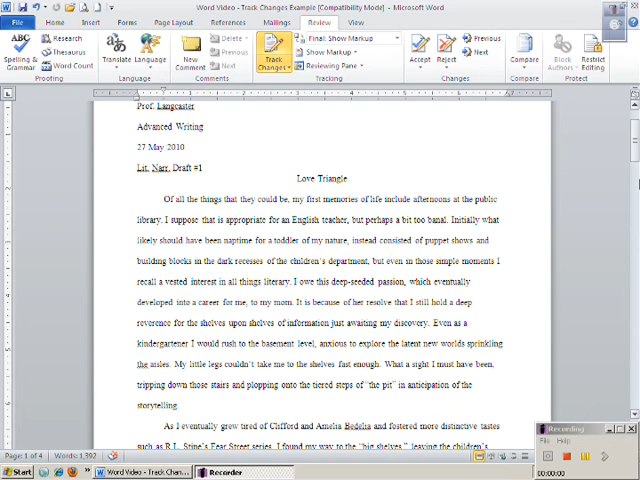 Word Video - Track Changes Example [Compatibility Mode] - Microsoft Word
File Home Insert Forms Page Layout References Mailings Review View
Spelling & Grammar
Research
Thesaurus
Word Count
Proofing
Translate
Language
Language
New Comment
Delete
Previous
Next
Comments
Track Changes
Final: Show Markup
Show Markup
Reviewing Pane
Tracking
Accept
Reject
Previous
Next
Changes
Compare
Compare
Block Authors
Restrict Editing
Protect
Prof. Langcaster
Advanced Writing
27 May 2010
Lit. Narr. Draft #1
Love Triangle
Of all the things that they could be, my first memories of life include afternoons at the public
library. I suppose that is appropriate for an English teacher, but perhaps a bit too banal. Initially what
likely should have been naptime for a toddler of my nature, instead consisted of puppet shows and
building blocks in the dark recesses of the children's department, but even in those simple moments I
recall a vested interest in all things literary. I owe this deep-seeded passion, which eventually
developed into a career for me, to my mom. It is because of her resolve that I still hold a deep
reverence for the shelves upon shelves of information just awaiting my discovery. Even as a
kindergartener I would rush to the basement level, anxious to explore the latent new worlds sprinkling
the aisles. My little legs couldn't take me to the shelves fast enough. What a sight I must have been,
tripping down those stairs and plopping onto the tiered steps of "the pit" in anticipation of the
storytelling.
As I eventually grew tired of Clifford and Amelia Bedelia and fostered more distinctive tastes
such as R.L. Stine's Fear Street series, I found my way to the "big shelves," leaving the children's
Recording
File Help
00:00:00
Page: 1 of 4 Words: 1,392
Start
Word Video - Track Chan...
Recorder